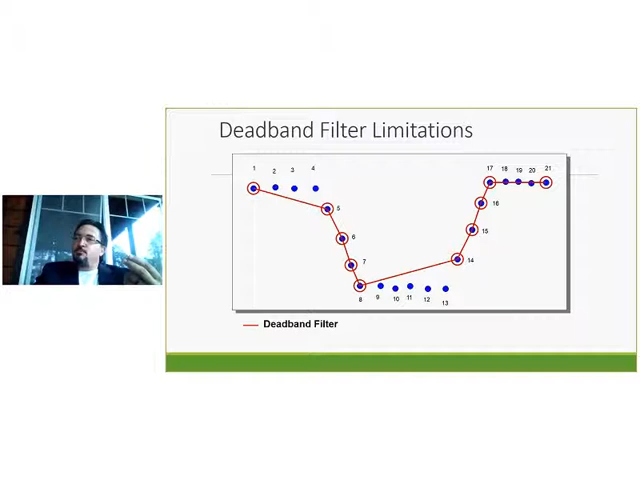 Deadband Filter Limitations
1 2 3 4 17 18 19 20 21
5 16
6 15
7 14
8 9 10 11 12 13
Deadband Filter